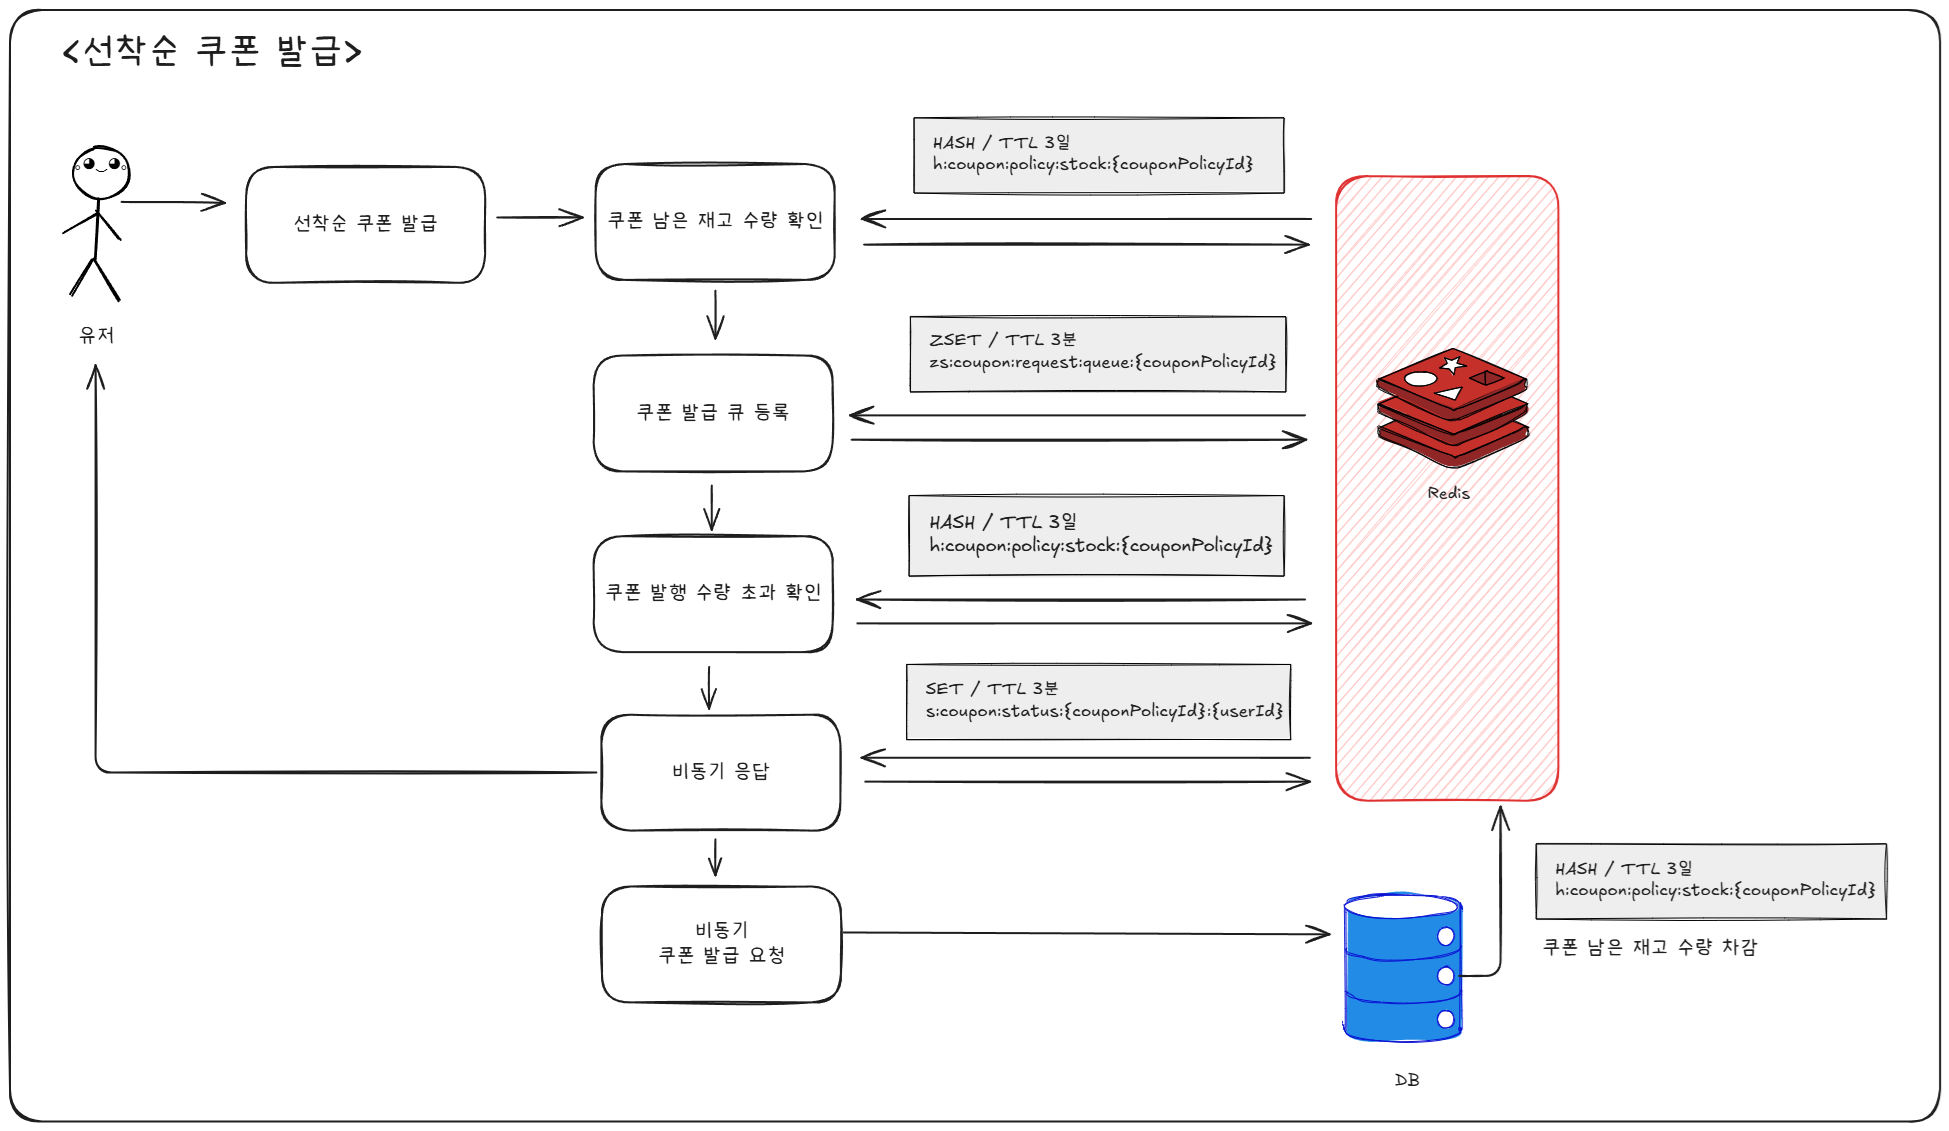 <선착순 쿠폰 발급>
유저
선착순 쿠폰 발급
쿠폰 남은 재고 수량 확인
HASH / TTL 3일
h:coupon:policy:stock:{couponPolicyId}
쿠폰 발급 큐 등록
ZSET / TTL 3분
zs:coupon:request:queue:{couponPolicyId}
Redis
쿠폰 발행 수량 초과 확인
HASH / TTL 3일
h:coupon:policy:stock:{couponPolicyId}
비동기 응답
SET / TTL 3분
s:coupon:status:{couponPolicyId}:{userId}
비동기
쿠폰 발급 요청
HASH / TTL 3일
h:coupon:policy:stock:{couponPolicyId}
쿠폰 남은 재고 수량 차감
DB